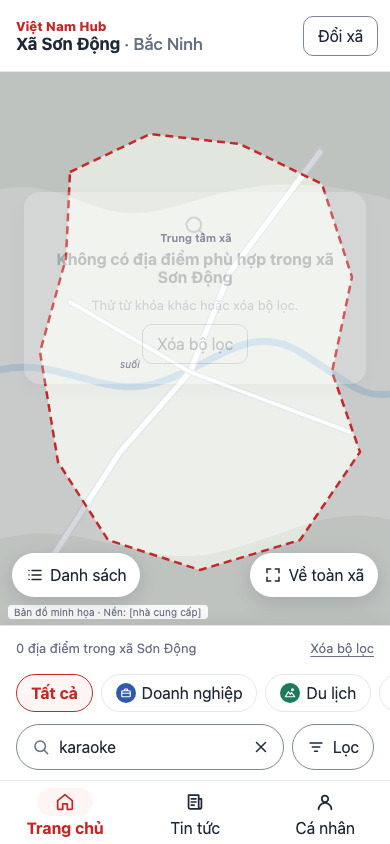 Việt Nam Hub
Xã Sơn Động · Bắc Ninh
Đổi xã
Trung tâm xã
Không có địa điểm phù hợp trong xã
Sơn Động
Thử từ khóa khác hoặc xóa bộ lọc.
Xóa bộ lọc
suối
Danh sách
Về toàn xã
Bản đồ minh họa · Nền: [nhà cung cấp]
0 địa điểm trong xã Sơn Động
Xóa bộ lọc
Tất cả
Doanh nghiệp
Du lịch
karaoke
Lọc
Trang chủ
Tin tức
Cá nhân